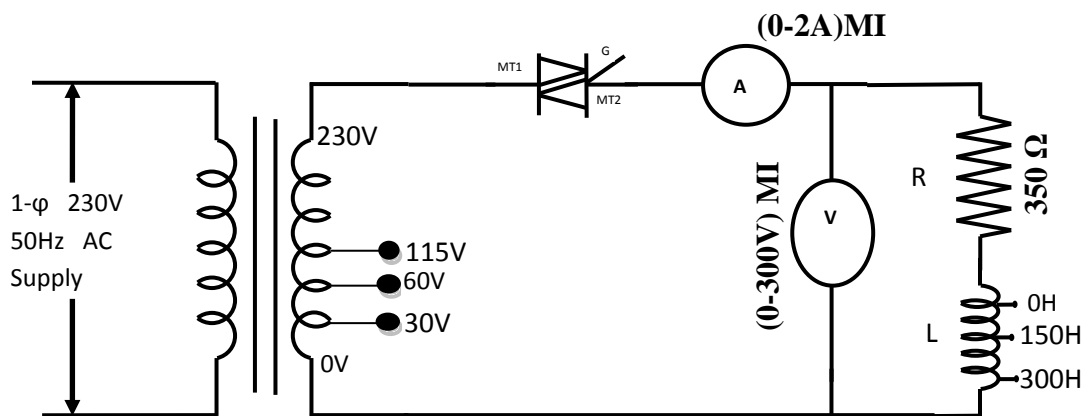 (0-2A)MI
G
MT1
MT2
A
230V
1-φ 230V
50Hz AC
Supply
115V
60V
30V
0V
(0-300V) MI
V
R
350 Ω
L
0H
150H
300H